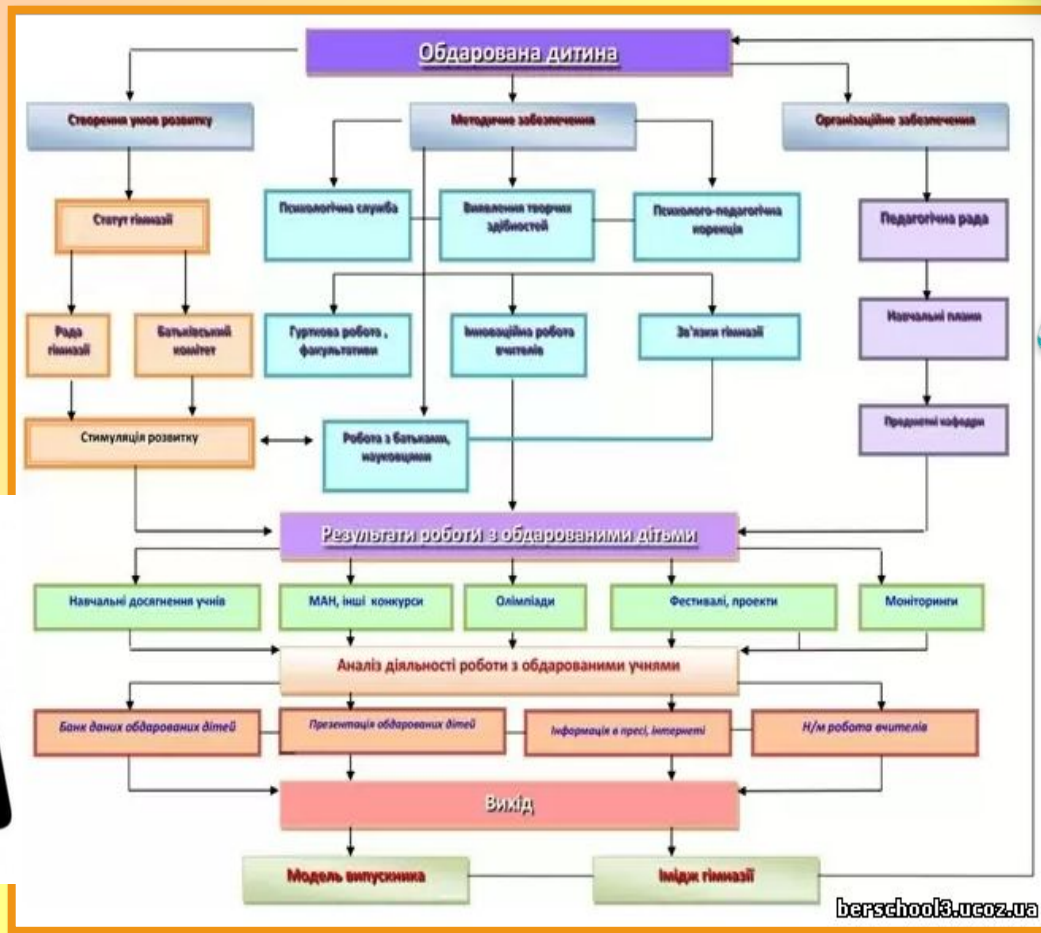 Обдарована дитина
Створення умов розвитку
Методичне забезпечення
Організаційне забезпечення
Статут гімназії
Психологічна служба
Виявлення творчих
здібностей
Психолого-педагогічна
корекція
Педагогічна рада
Рада
гімназії
Батьківський
комітет
Гурткова робота ,
факультативи
Інноваційна робота
вчителів
Зв'язки гімназії
Навчальні плани
Стимуляція розвитку
Робота з батьками,
науковцями
Предметні кафедри
Результати роботи з обдарованими дітьми
Навчальні досягнення учнів
МАН, інші конкурси
Олімпіади
Фестивалі, проекти
Моніторинги
Аналіз діяльності роботи з обдарованими учнями
Банк даних обдарованих дітей
Презентація обдарованих дітей
Інформація в пресі, інтернеті
Н/м робота вчителів
Вихід
Модель випускника
Імідж гімназії
berschool3.ucoz.ua